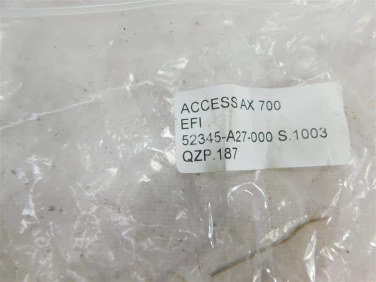 ACCESS AX 700
EFI
52345-A27-000 S.1003
QZP.187